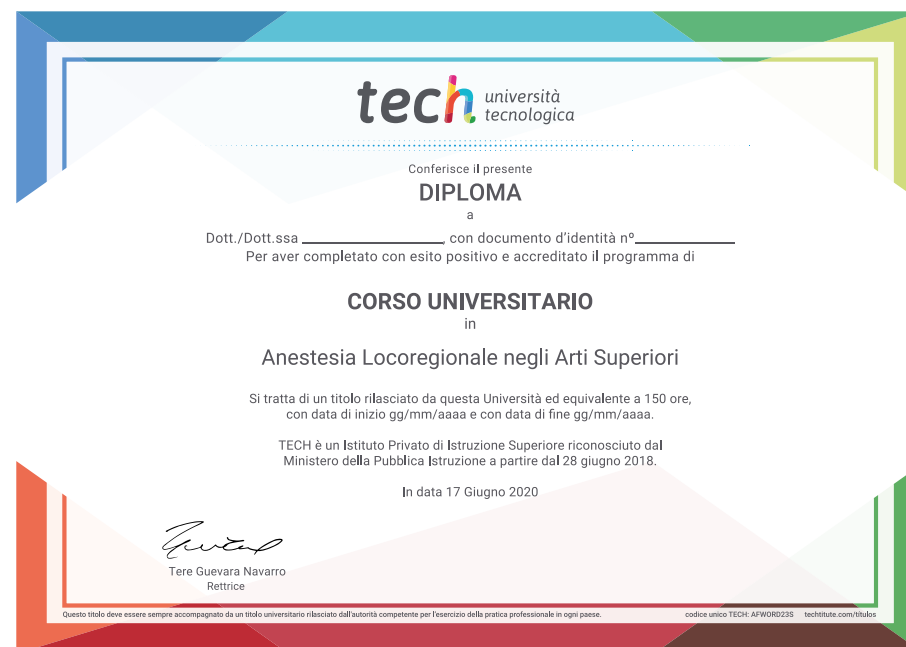 tech università
tecnologica
Conferisce il presente
DIPLOMA
a
Dott./Dott.ssa ____________________, con documento d'identità nº______________
Per aver completato con esito positivo e accreditato il programma di
CORSO UNIVERSITARIO
in
Anestesia Locoregionale negli Arti Superiori
Si tratta di un titolo rilasciato da questa Università ed equivalente a 150 ore,
con data di inizio gg/mm/aaaa e con data di fine gg/mm/aaaa.
TECH è un Istituto Privato di Istruzione Superiore riconosciuto dal
Ministero della Pubblica Istruzione a partire dal 28 giugno 2018.
In data 17 Giugno 2020
Tere Guevara Navarro
Rettrice
Questo titolo deve essere sempre accompagnato da un titolo universitario rilasciato dall'autorità competente per l'esercizio della pratica professionale in ogni paese. codice unico TECH: AFWORD23S techtitute.com/titulos